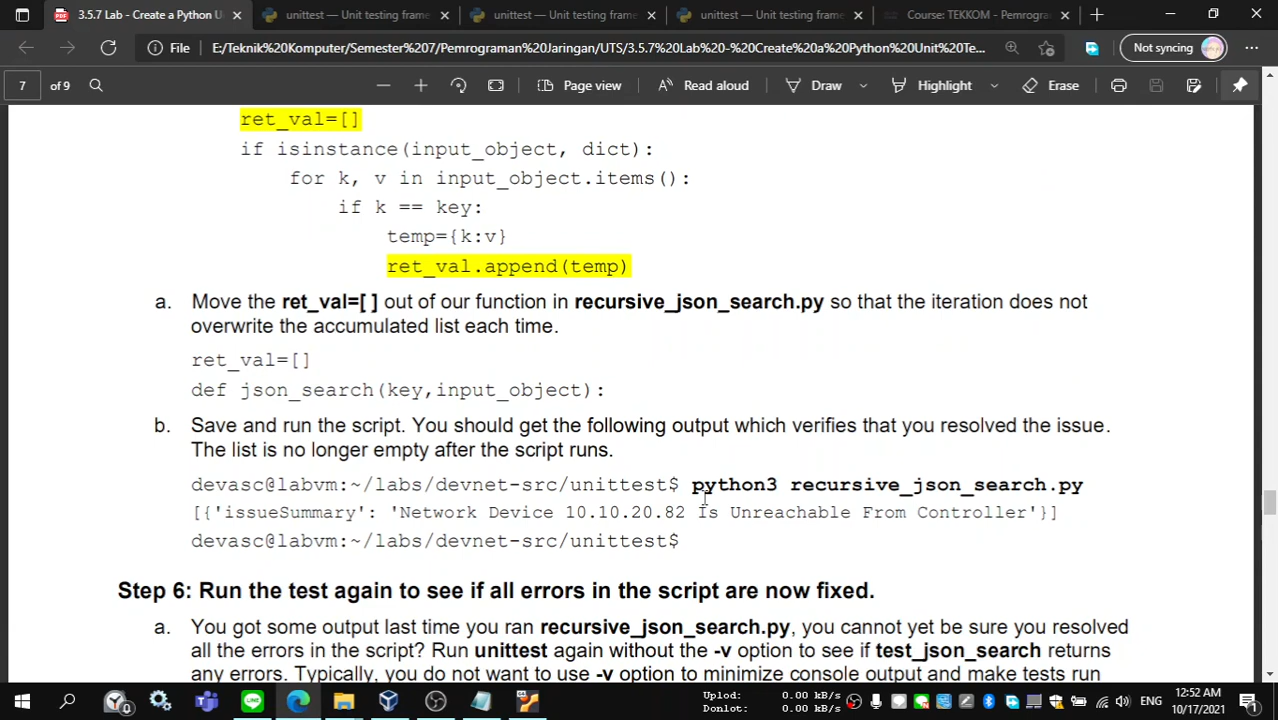 3.5.7 Lab - Create a Python U
unittest — Unit testing fram
unittest — Unit testing fram
unittest — Unit testing fram
Course: TEKKOM - Pemrogra
File
E:/Teknik%20Komputer/Semester%207/Pemrograman%20Jaringan/UTS/3.5.7%20Lab%20-%20Create%20a%20Python%20Unit%20Te...
Not syncing
7 of 9
Page view
Read aloud
Draw
Highlight
Erase
ret_val=[]
if isinstance(input_object, dict):
for k, v in input_object.items():
if k == key:
temp={k:v}
ret_val.append(temp)
a. Move the ret_val=[ ] out of our function in recursive_json_search.py so that the iteration does not
overwrite the accumulated list each time.
ret_val=[]
def json_search(key,input_object):
b. Save and run the script. You should get the following output which verifies that you resolved the issue.
The list is no longer empty after the script runs.
devasc@labvm:~/labs/devnet-src/unittest$ python3 recursive_json_search.py
[{'issueSummary': 'Network Device 10.10.20.82 Is Unreachable From Controller'}]
devasc@labvm:~/labs/devnet-src/unittest$
Step 6: Run the test again to see if all errors in the script are now fixed.
a. You got some output last time you ran recursive_json_search.py, you cannot yet be sure you resolved
all the errors in the script? Run unittest again without the -v option to see if test_json_search returns
any errors. Typically, you do not want to use -v option to minimize console output and make tests run
Uplod: 0.00 kB/s
Donlot: 0.00 kB/s
ENG
12:52 AM
10/17/2021